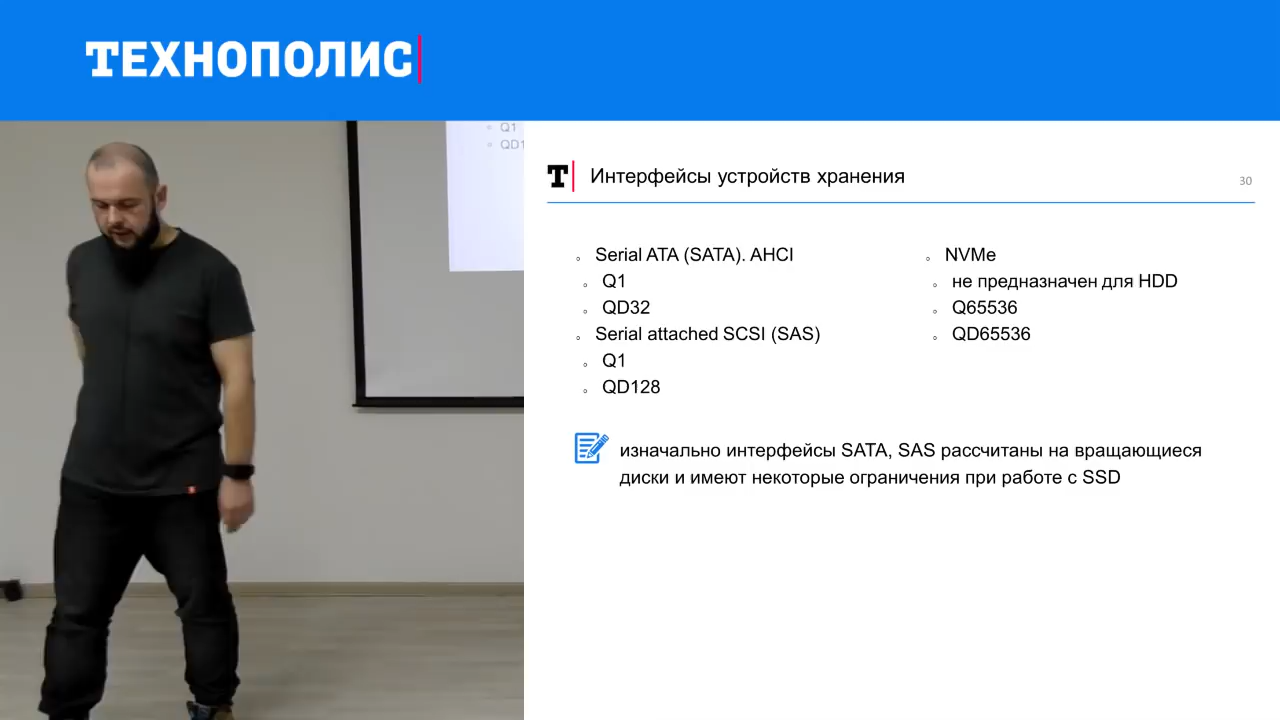 ТЕХНОПОЛИС
Q1
QD1
Т Интерфейсы устройств хранения
30
Serial ATA (SATA). AHCI
Q1
QD32
Serial attached SCSI (SAS)
Q1
QD128
NVMe
не предназначен для HDD
Q65536
QD65536
изначально интерфейсы SATA, SAS рассчитаны на вращающиеся
диски и имеют некоторые ограничения при работе с SSD